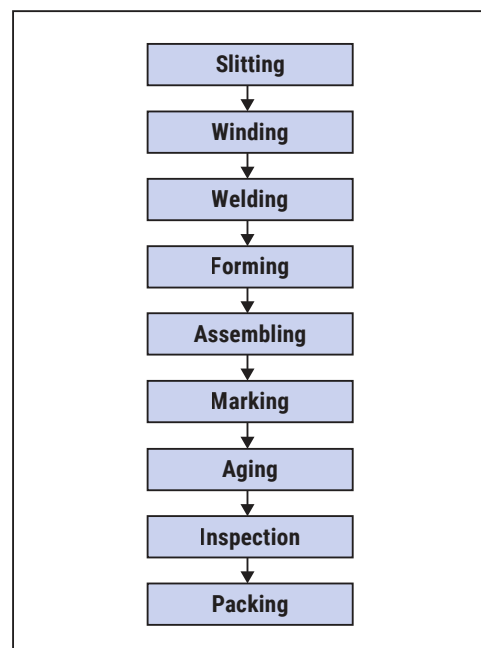 Slitting
Winding
Welding
Forming
Assembling
Marking
Aging
Inspection
Packing